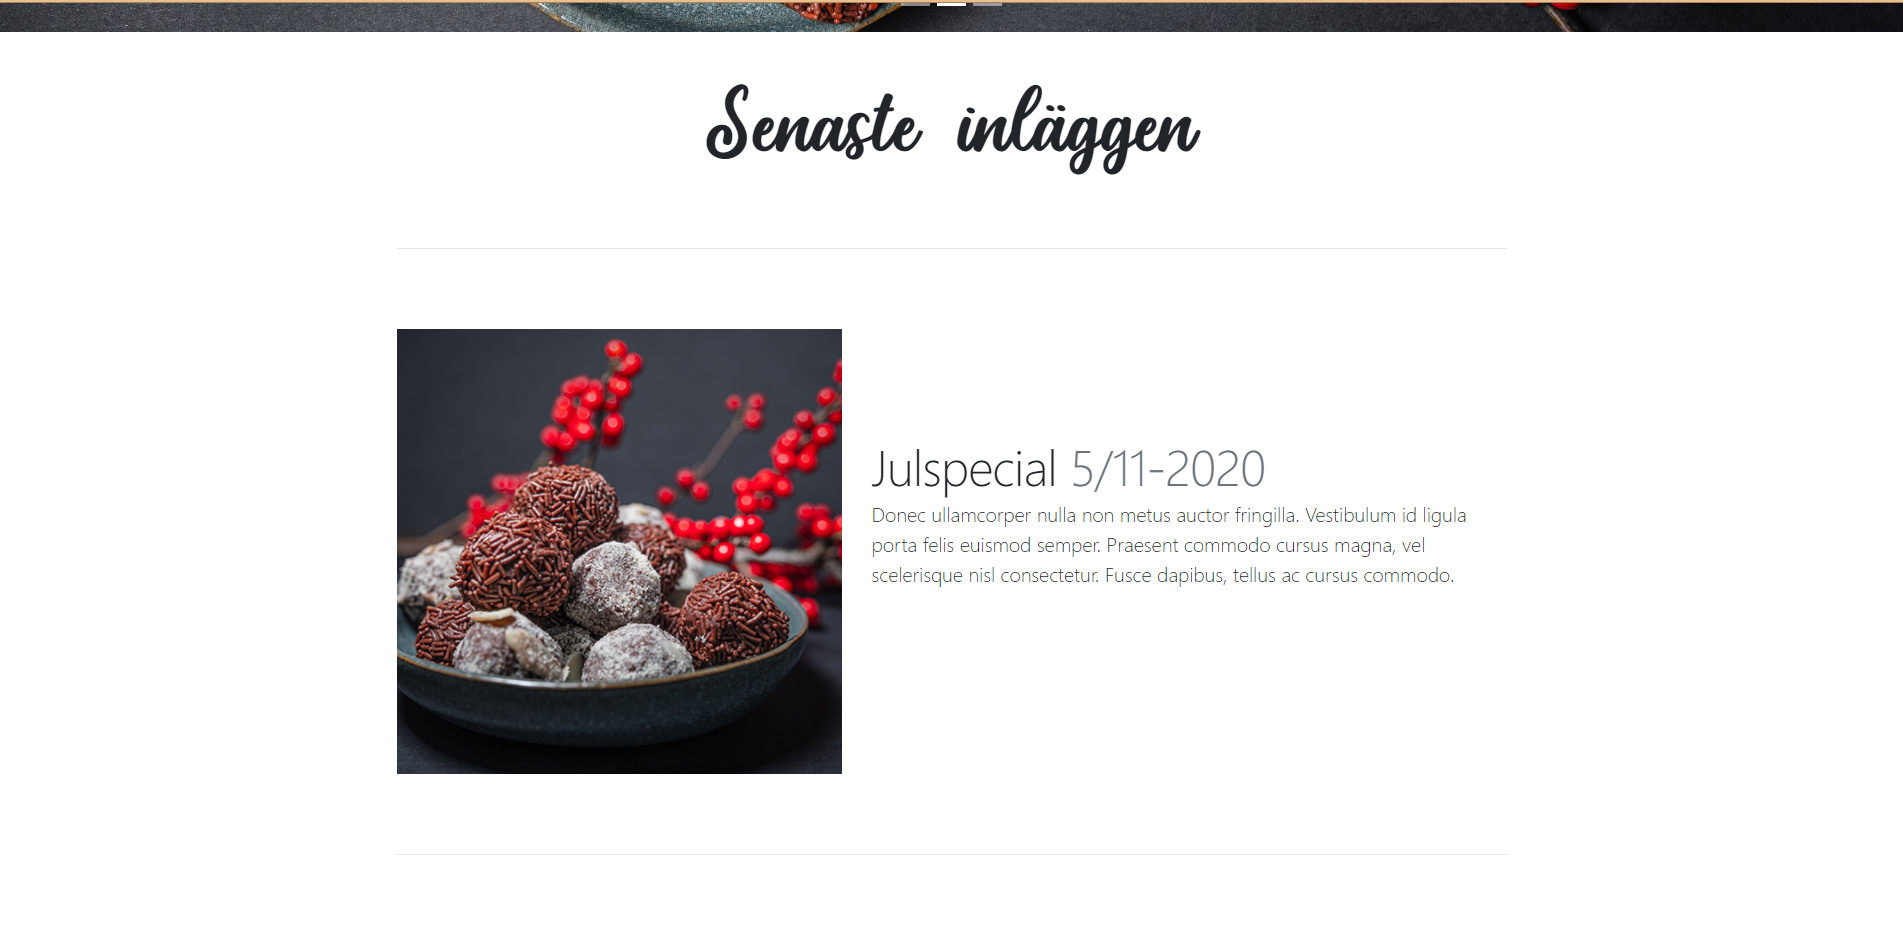 Senaste inläggen
Julspecial 5/11-2020
Donec ullamcorper nulla non metus auctor fringilla. Vestibulum id ligula
porta felis euismod semper. Praesent commodo cursus magna, vel
scelerisque nisl consectetur. Fusce dapibus, tellus ac cursus commodo.